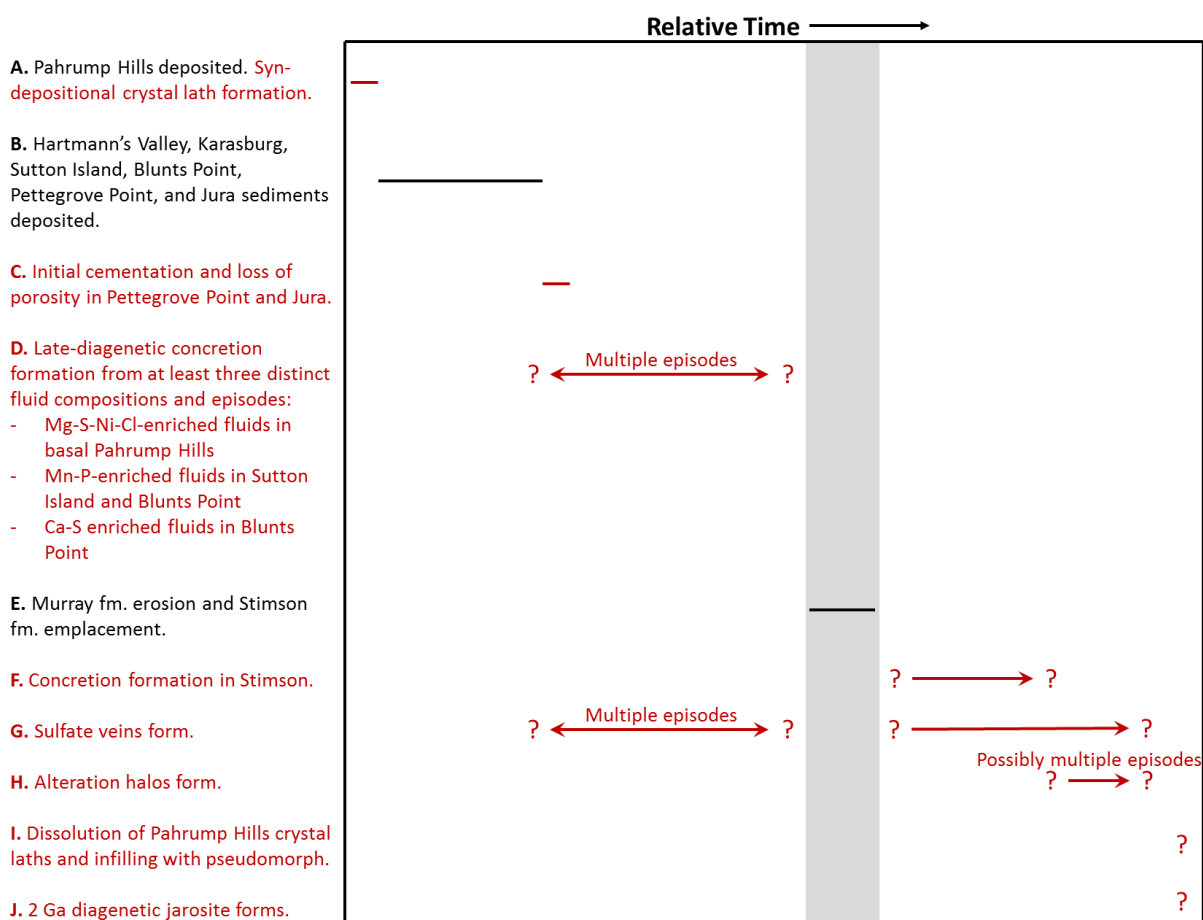 Relative Time
A. Pahrump Hills deposited. Syn-
depositional crystal lath formation.
B. Hartmann’s Valley, Karasburg,
Sutton Island, Blunts Point,
Pettegrove Point, and Jura sediments
deposited.
C. Initial cementation and loss of
porosity in Pettegrove Point and Jura.
D. Late-diagenetic concretion
formation from at least three distinct
fluid compositions and episodes:
- Mg-S-Ni-Cl-enriched fluids in
basal Pahrump Hills
- Mn-P-enriched fluids in Sutton
Island and Blunts Point
- Ca-S enriched fluids in Blunts
Point
? Multiple episodes ?
E. Murray fm. erosion and Stimson
fm. emplacement.
F. Concretion formation in Stimson.
? ?
G. Sulfate veins form.
? Multiple episodes ? ? ?
Possibly multiple episodes
H. Alteration halos form.
? ?
I. Dissolution of Pahrump Hills crystal
laths and infilling with pseudomorph.
?
J. 2 Ga diagenetic jarosite forms.
?